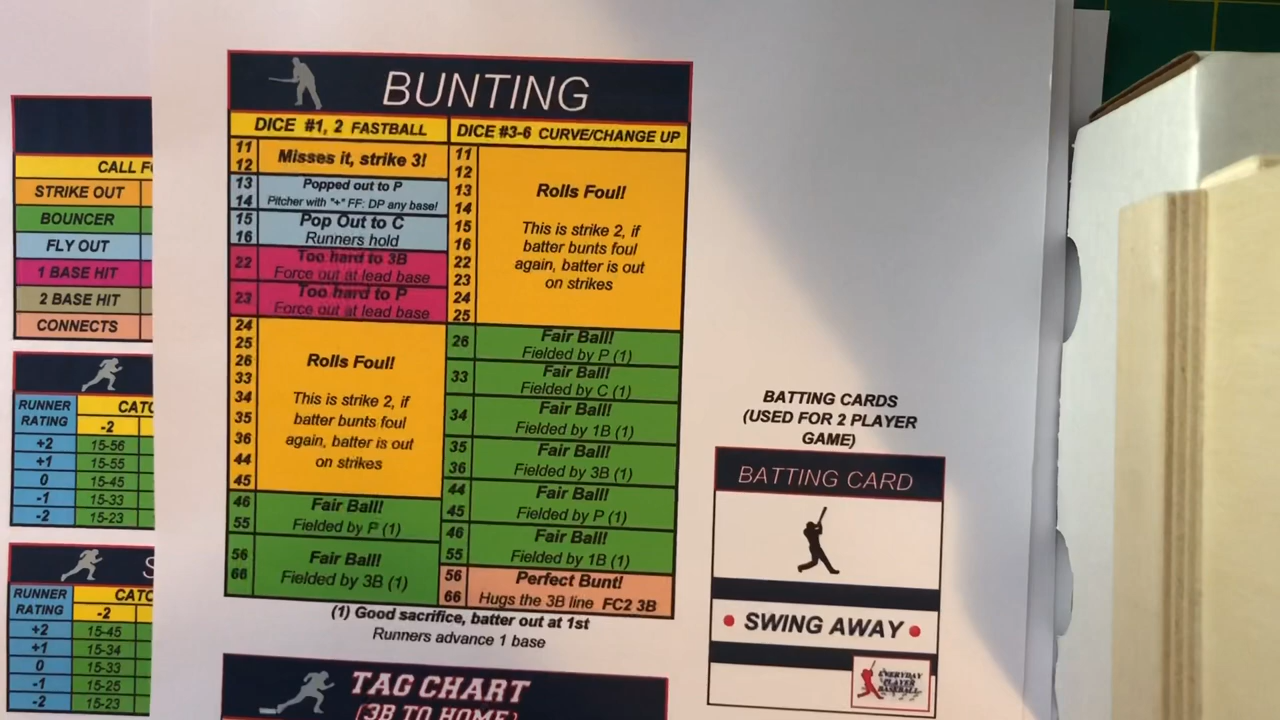 CALL
STRIKE OUT
BOUNCER
FLY OUT
1 BASE HIT
2 BASE HIT
CONNECTS
RUNNER
RATING
-2
+2 15-56
+1 15-55
0 15-45
-1 15-33
-2 15-23
RUNNER
RATING
-2
+2 15-45
+1 15-34
0 15-33
-1 15-25
-2 15-23
BUNTING
DICE #1, 2 FASTBALL
11
12
Misses it, strike 3!
13
14
Popped out to P
Pitcher with "+" FF: DP any base!
15
16
Pop Out to C
Runners hold
22
Too hard to 3B
Force out at lead base
23
Too hard to P
Force out at lead base
24
25
26
33
34
35
36
44
45
Rolls Foul!
This is strike 2, if
batter bunts foul
again, batter is out
on strikes
46
55
Fair Ball!
Fielded by P (1)
56
66
Fair Ball!
Fielded by 3B (1)
DICE #3-6 CURVE/CHANGE UP
11
12
13
14
15
16
22
23
24
25
Rolls Foul!
This is strike 2, if
batter bunts foul
again, batter is out
on strikes
26
Fair Ball!
Fielded by P (1)
33
Fair Ball!
Fielded by C (1)
34
Fair Ball!
Fielded by 1B (1)
35
36
Fair Ball!
Fielded by 3B (1)
44
45
Fair Ball!
Fielded by P (1)
46
55
Fair Ball!
Fielded by 1B (1)
56
66
Perfect Bunt!
Hugs the 3B line FC2 3B
(1) Good sacrifice, batter out at 1st
Runners advance 1 base
TAG CHART
(3B TO HOME)
BATTING CARDS
(USED FOR 2 PLAYER
GAME)
BATTING CARD
• SWING AWAY •
EVERYDAY
PLAYER
BASEBALL